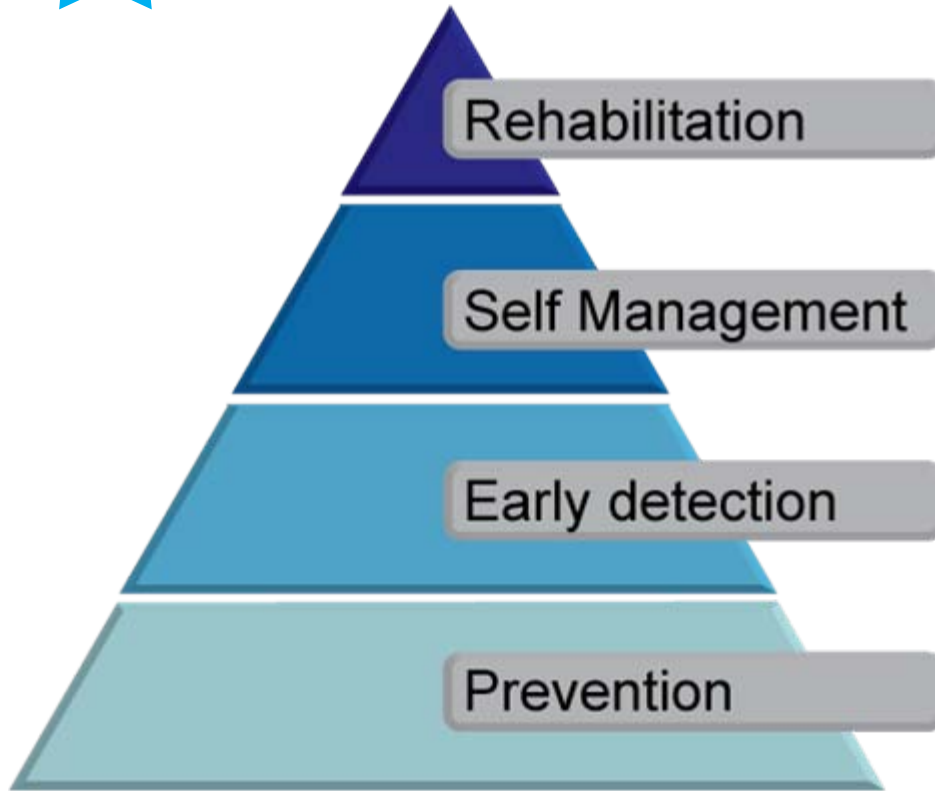 Rehabilitation
Self Management
Early detection
Prevention